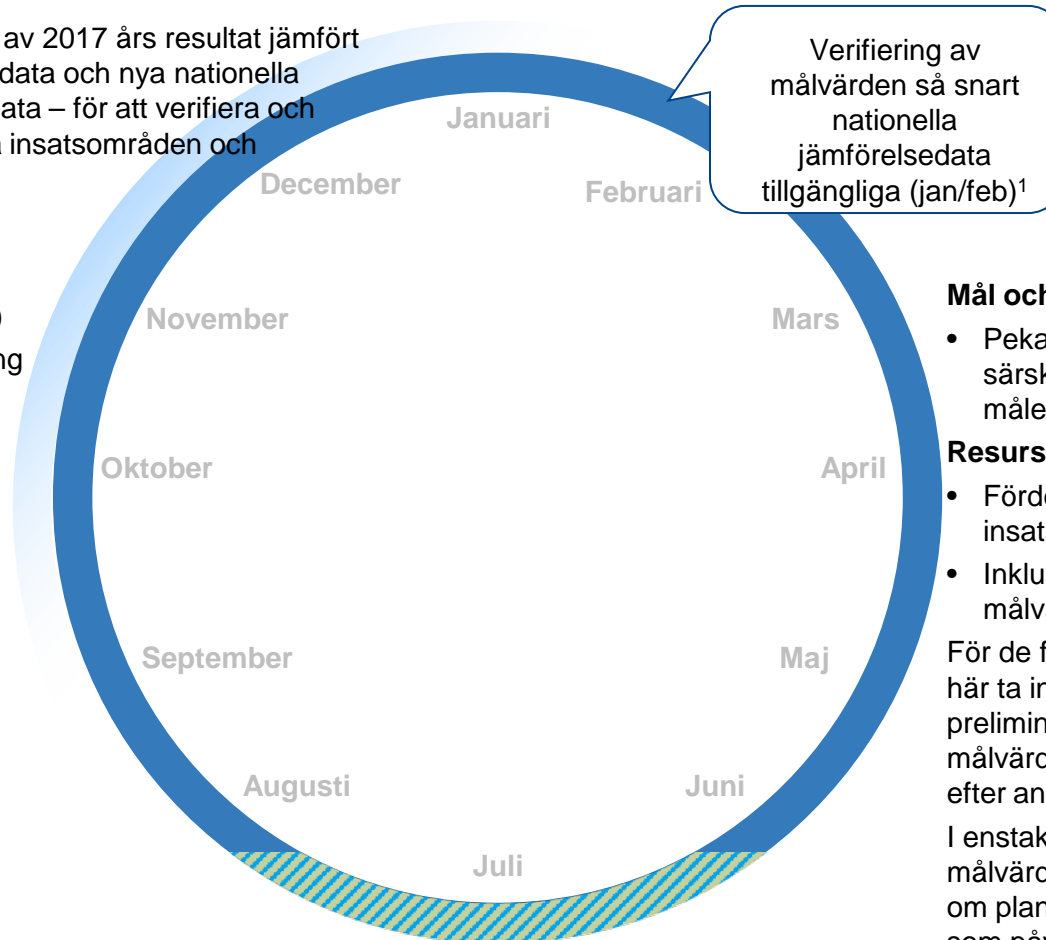 av 2017 års resultat jämfört
data och nya nationella
ata – för att verifiera och
insatsområden och
Verifiering av
målvärden så snart
nationella
jämförelsedata
tillgängliga (jan/feb)¹
Januari
December
Februari
November
Mars
Oktober
April
September
Maj
Augusti
Juni
Juli
)
ng
Mål och
• Peka
särsk
måle
Resurs
• Förde
insat
• Inklu
målva
För de f
här ta in
prelimin
målvärd
efter an
I enstak
målvärd
om plan